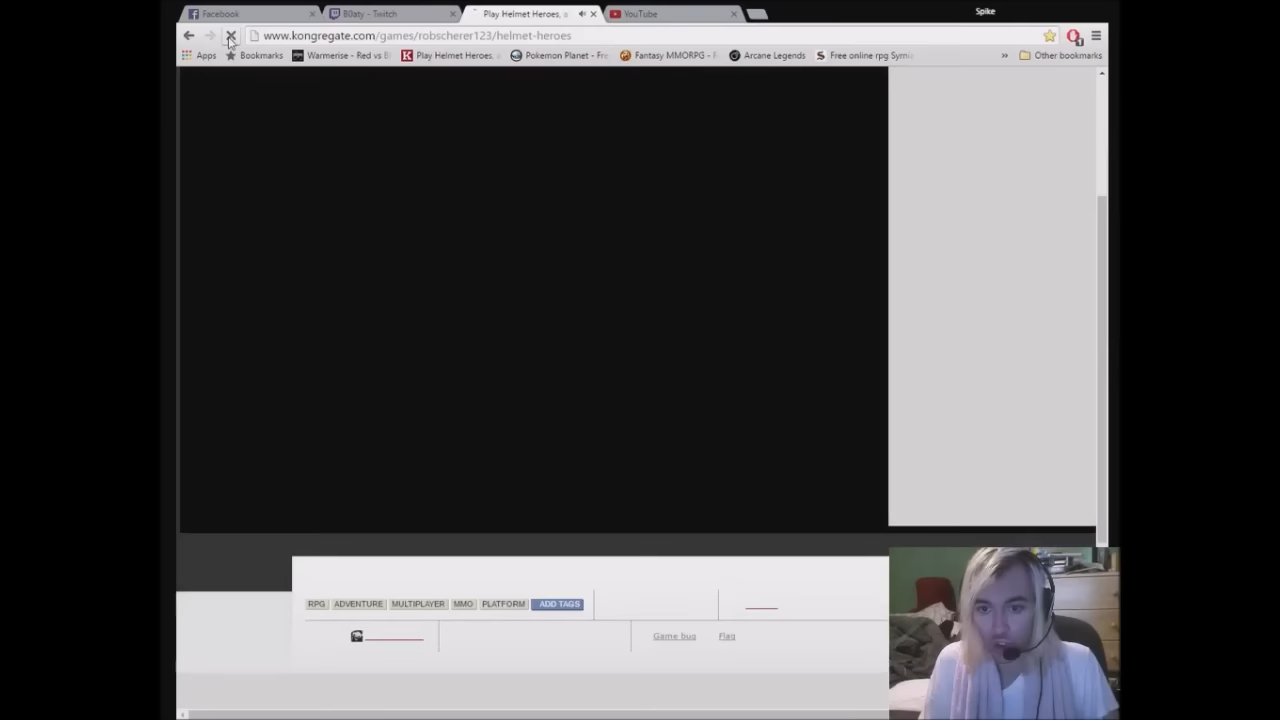 Spike
Facebook
B0aty - Twitch
Play Helmet Heroes, a
YouTube
www.kongregate.com/games/robscherer123/helmet-heroes
Apps
Bookmarks
Warmerise - Red vs B
Play Helmet Heroes,
Pokemon Planet - Fre
Fantasy MMORPG - F
Arcane Legends
Free online rpg Syrni
»
Other bookmarks
RPG
ADVENTURE
MULTIPLAYER
MMO
PLATFORM
ADD TAGS
Game bug
Flag